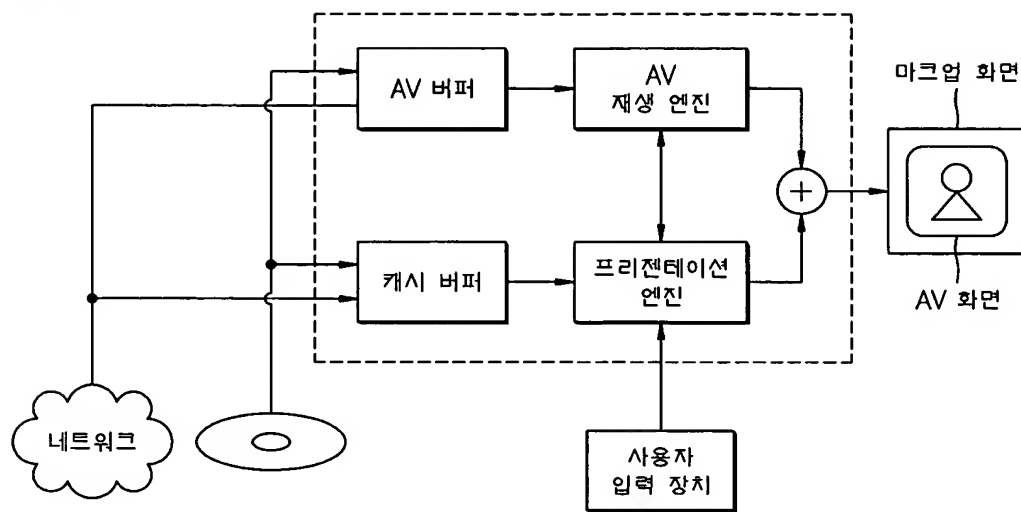 AV 버퍼
AV
재생 엔진
마크업 화면
캐시 버퍼
프리젠테이션
엔진
AV 화면
네트워크
사용자
입력 장치